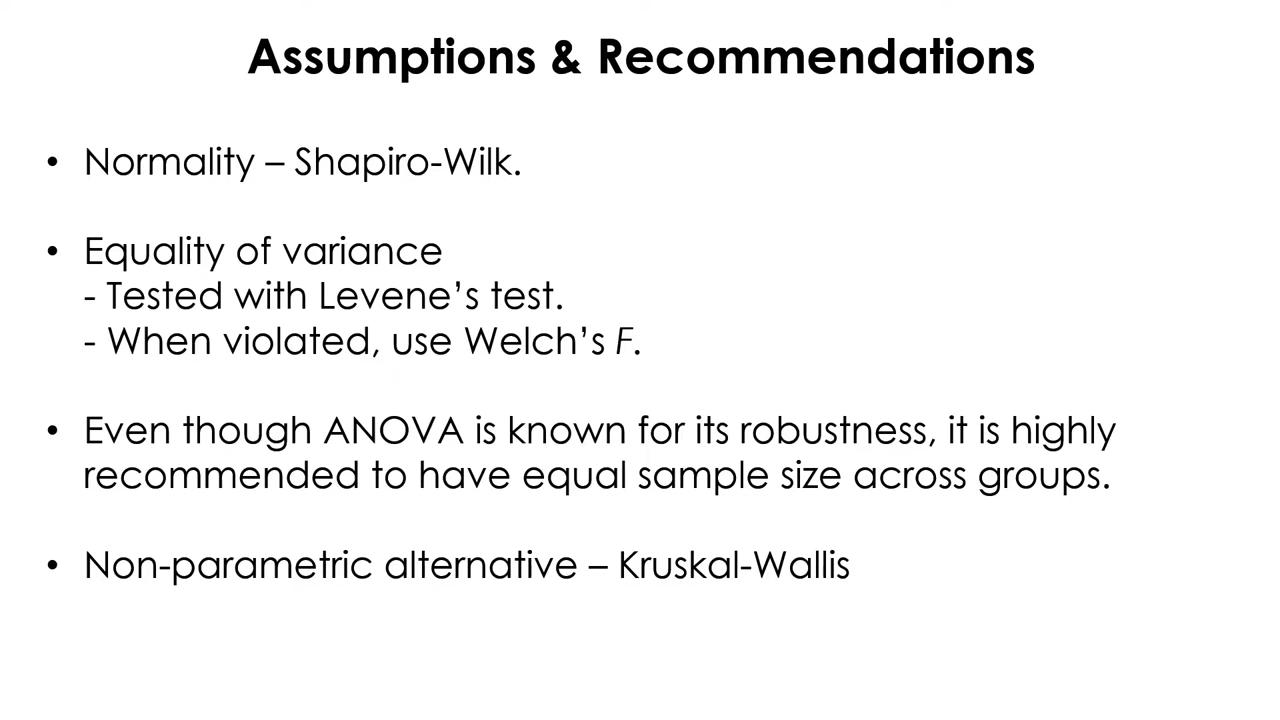 Assumptions & Recommendations
• Normality – Shapiro-Wilk.
• Equality of variance
- Tested with Levene’s test.
- When violated, use Welch’s F.
• Even though ANOVA is known for its robustness, it is highly
recommended to have equal sample size across groups.
• Non-parametric alternative – Kruskal-Wallis